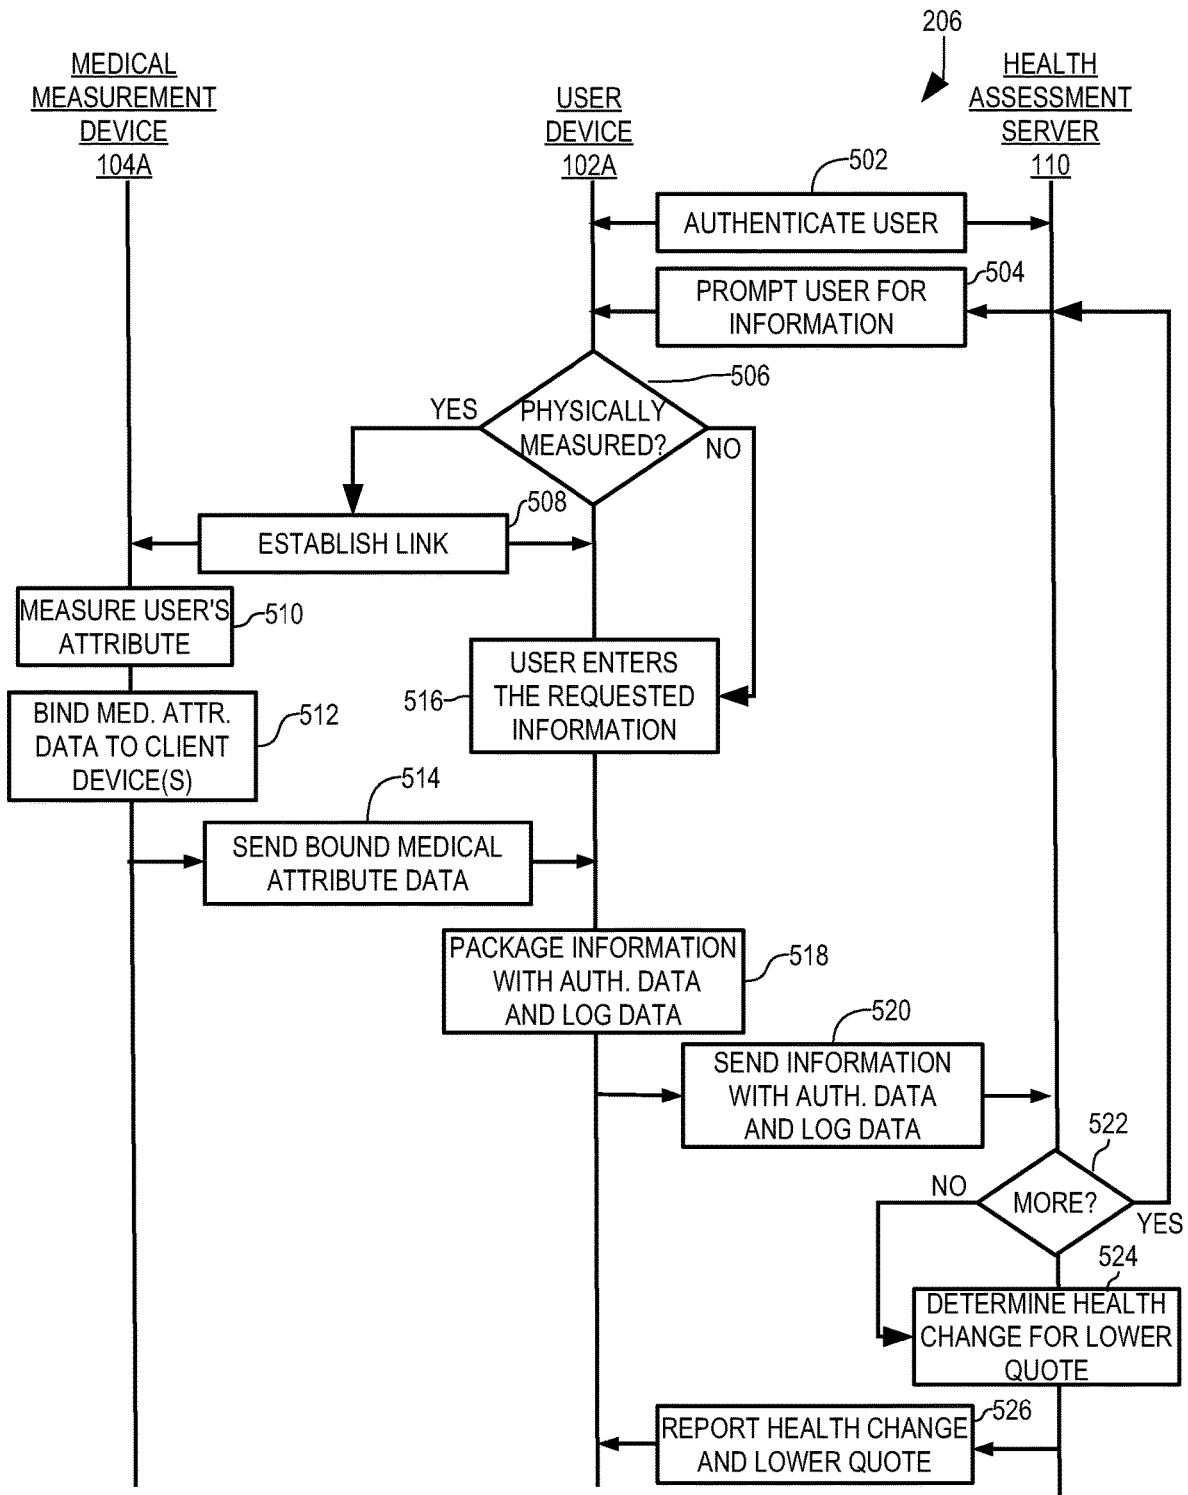 206
MEDICAL
MEASUREMENT
DEVICE
104A
USER
DEVICE
102A
HEALTH
ASSESSMENT
SERVER
110
502
AUTHENTICATE USER
504
PROMPT USER FOR
INFORMATION
506
YES
PHYSICALLY
MEASURED?
NO
508
ESTABLISH LINK
MEASURE USER'S
ATTRIBUTE
510
USER ENTERS
THE REQUESTED
INFORMATION
516
BIND MED. ATTR.
DATA TO CLIENT
DEVICE(S)
512
514
SEND BOUND MEDICAL
ATTRIBUTE DATA
PACKAGE INFORMATION
WITH AUTH. DATA
AND LOG DATA
518
520
SEND INFORMATION
WITH AUTH. DATA
AND LOG DATA
522
NO
MORE?
YES
524
DETERMINE HEALTH
CHANGE FOR LOWER
QUOTE
526
REPORT HEALTH CHANGE
AND LOWER QUOTE